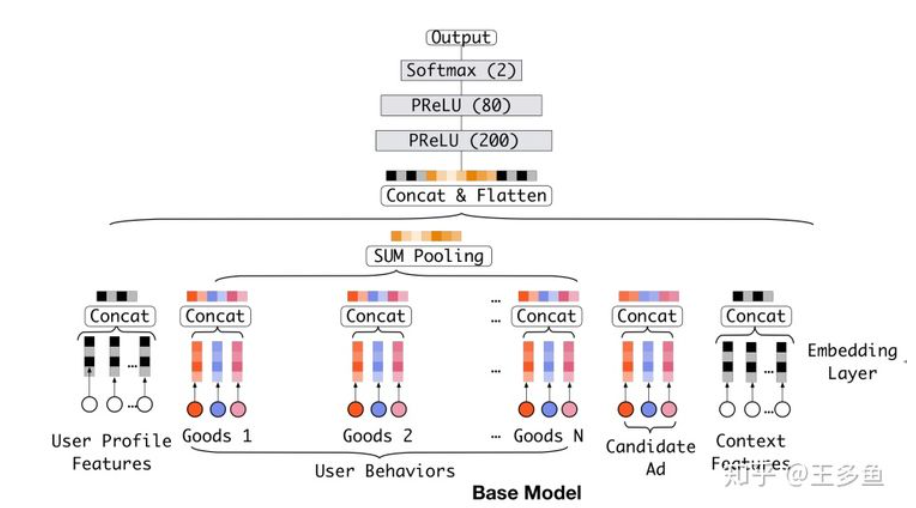 Output
Softmax (2)
PReLU (80)
PReLU (200)
Concat & Flatten
SUM Pooling
...
Concat Concat Concat ... Concat Concat Concat
... ... ... Embedding
Layer
... ...
User Profile
Features
Goods 1 Goods 2 ... Goods N
User Behaviors
Candidate
Ad
Context
Features
知乎 @王多鱼
Base Model